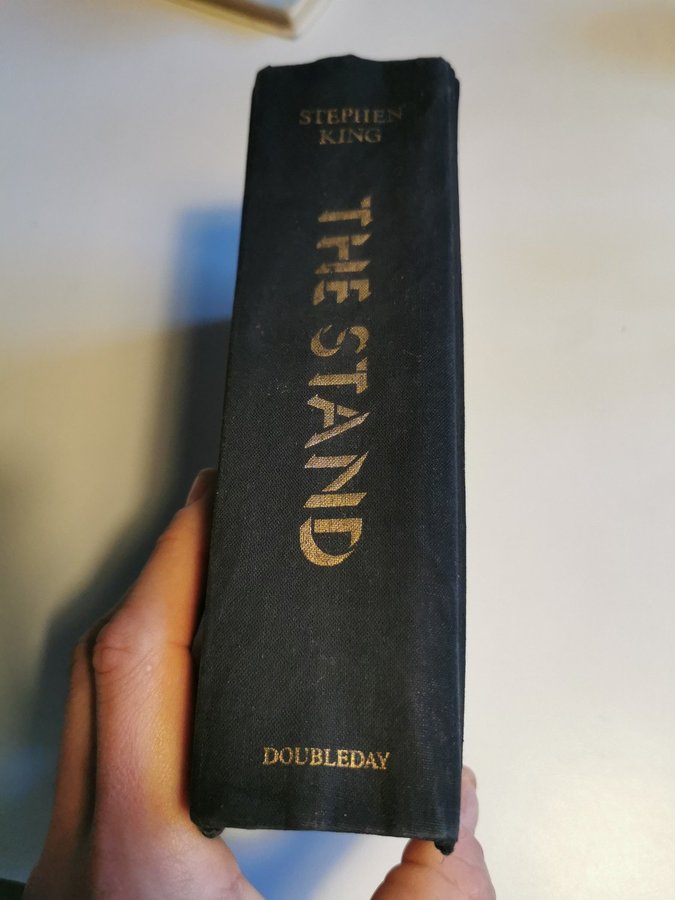 STEPHEN
KING
THE STAND
DOUBLEDAY